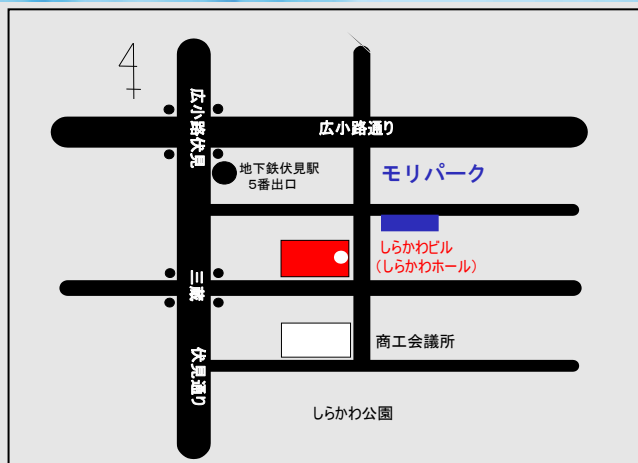 広小路伏見
広小路通り
地下鉄伏見駅
5番出口
モリパーク
しらかわビル
(しらかわホール)
三蔵
商工会議所
伏見通り
しらかわ公園